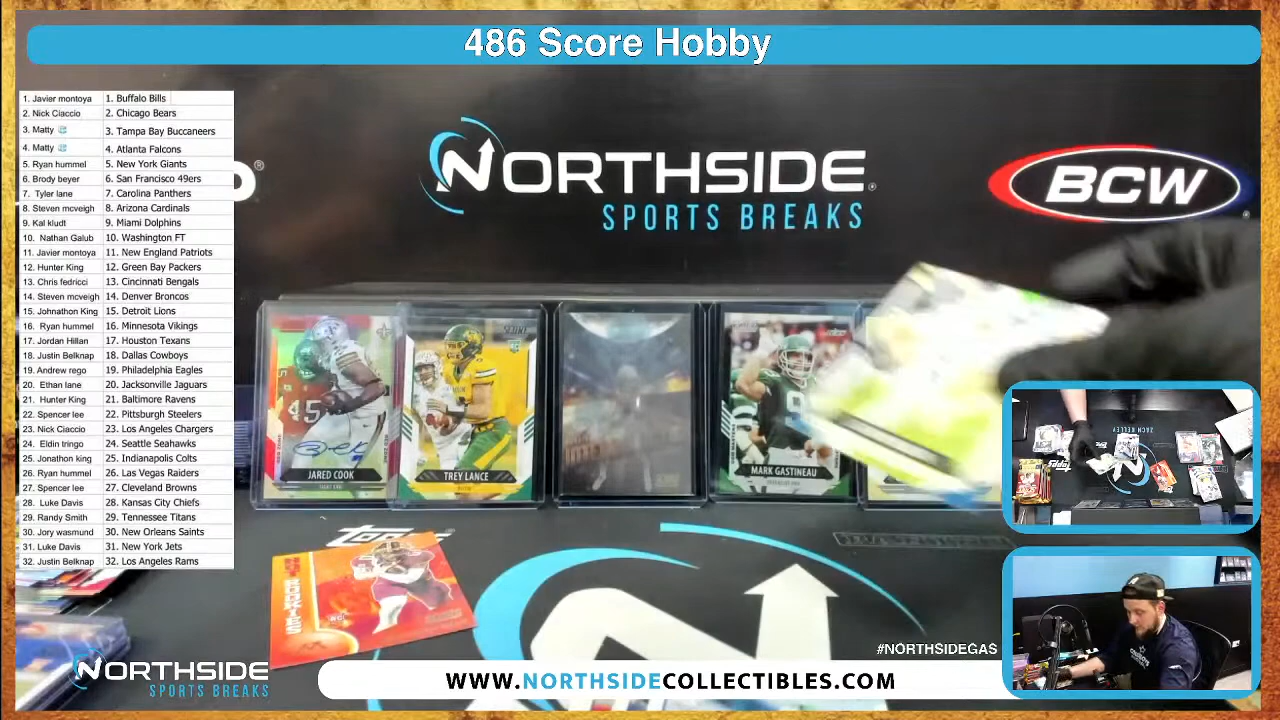 486 Score Hobby
1. Javier montoya 1. Buffalo Bills
2. Nick Ciaccio 2. Chicago Bears
3. Matty 3. Tampa Bay Buccaneers
4. Matty 4. Atlanta Falcons
5. Ryan hummel 5. New York Giants
6. Brody beyer 6. San Francisco 49ers
7. Tyler lane 7. Carolina Panthers
8. Steven mcveigh 8. Arizona Cardinals
9. Kal kludt 9. Miami Dolphins
10. Nathan Galub 10. Washington FT
11. Javier montoya 11. New England Patriots
12. Hunter King 12. Green Bay Packers
13. Chris fedricci 13. Cincinnati Bengals
14. Steven mcveigh 14. Denver Broncos
15. Johnathon King 15. Detroit Lions
16. Ryan hummel 16. Minnesota Vikings
17. Jordan Hillan 17. Houston Texans
18. Justin Belknap 18. Dallas Cowboys
19. Andrew rego 19. Philadelphia Eagles
20. Ethan lane 20. Jacksonville Jaguars
21. Hunter King 21. Baltimore Ravens
22. Spencer lee 22. Pittsburgh Steelers
23. Nick Ciaccio 23. Los Angeles Chargers
24. Eldin tringo 24. Seattle Seahawks
25. Jonathon king 25. Indianapolis Colts
26. Ryan hummel 26. Las Vegas Raiders
27. Spencer lee 27. Cleveland Browns
28. Luke Davis 28. Kansas City Chiefs
29. Randy Smith 29. Tennessee Titans
30. Jory wasmund 30. New Orleans Saints
31. Luke Davis 31. New York Jets
32. Justin Belknap 32. Los Angeles Rams
NORTHSIDE
SPORTS BREAKS
BCW
45
JARED COOK
SCORE
TREY LANCE
MARK GASTINEAU
TOPPS
#NORTHSIDEGAS
NORTHSIDE
SPORTS BREAKS
WWW.NORTHSIDECOLLECTIBLES.COM